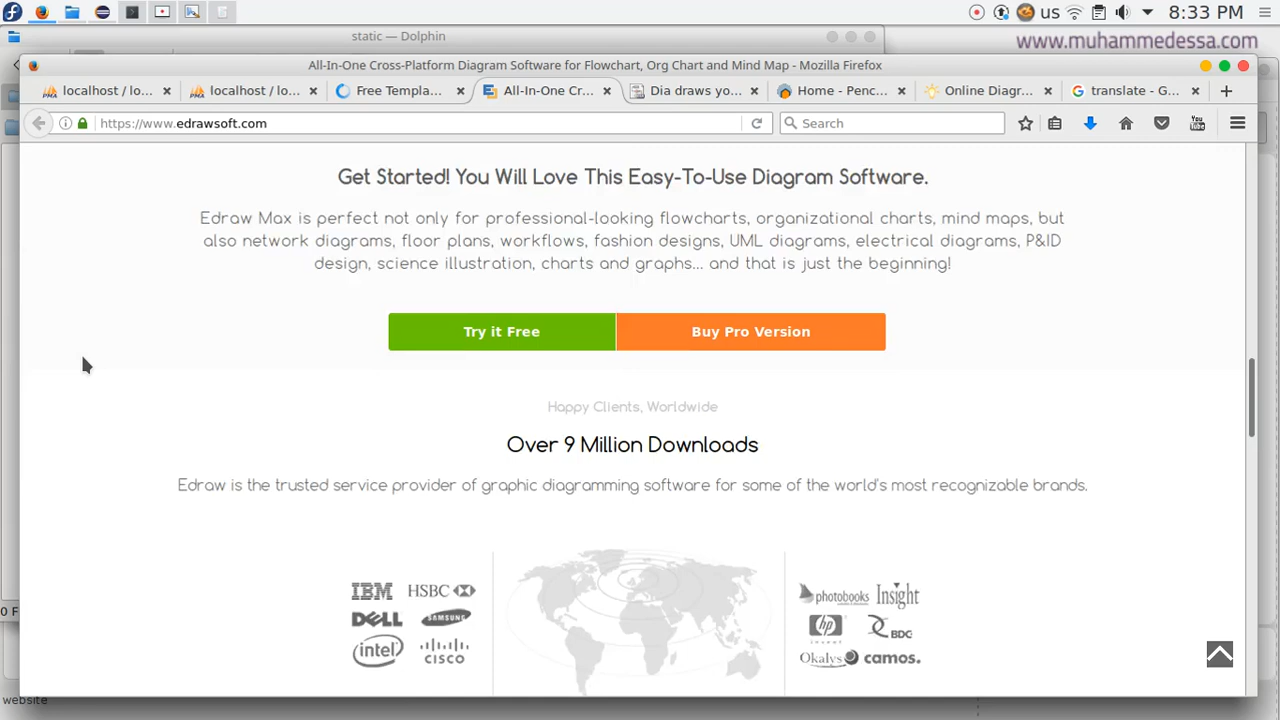 us 8:33 PM
static — Dolphin
www.muhammedessa.com
All-In-One Cross-Platform Diagram Software for Flowchart, Org Chart and Mind Map - Mozilla Firefox
PMA localhost / lo... PMA localhost / lo... Free Templa... All-In-One Cr... Dia draws yo... Home - Penc... Online Diagr... translate - G...
https://www.edrawsoft.com Search You Tube
Get Started! You Will Love This Easy-To-Use Diagram Software.
Edraw Max is perfect not only for professional-looking flowcharts, organizational charts, mind maps, but
also network diagrams, floor plans, workflows, fashion designs, UML diagrams, electrical diagrams, P&ID
design, science illustration, charts and graphs... and that is just the beginning!
Try it Free Buy Pro Version
Happy Clients, Worldwide
Over 9 Million Downloads
Edraw is the trusted service provider of graphic diagramming software for some of the world's most recognizable brands.
IBM HSBC photobooks Insight
DELL SAMSUNG hp invent BDC
intel CISCO Okalys camos.
0 F
website